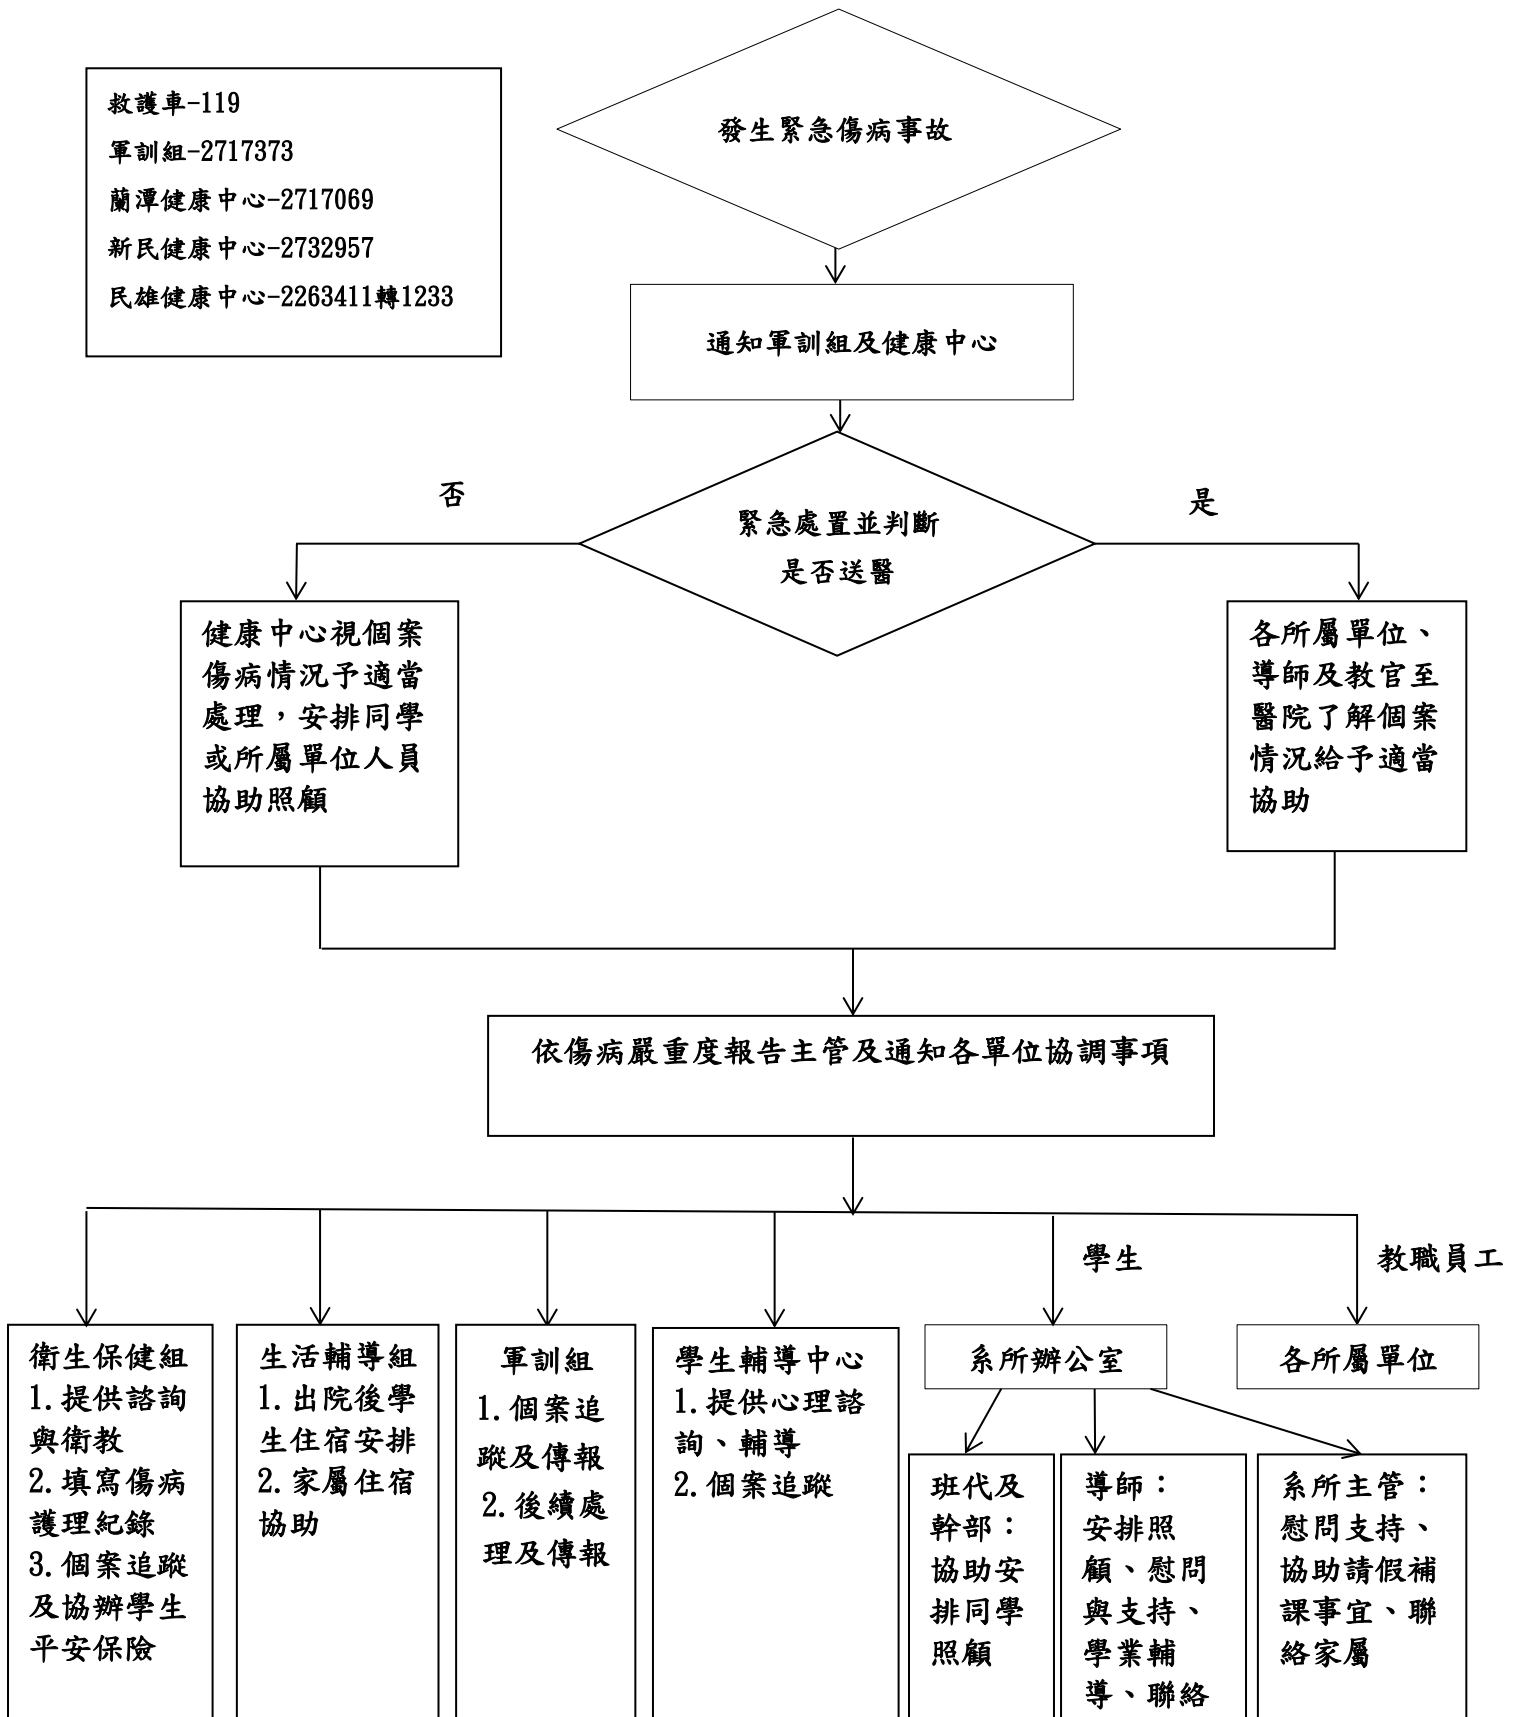 救護車-119
軍訓組-2717373
蘭潭健康中心-2717069
新民健康中心-2732957
民雄健康中心-2263411轉1233
發生緊急傷病事故
通知軍訓組及健康中心
緊急處置並判斷
是否送醫
否
是
健康中心視個案
傷病情況予適當
處理，安排同學
或所屬單位人員
協助照顧
各所屬單位、
導師及教官至
醫院了解個案
情況給予適當
協助
依傷病嚴重度報告主管及通知各單位協調事項
學生
教職員工
衛生保健組
1.提供諮詢
與衛教
2.填寫傷病
護理紀錄
3.個案追蹤
及協辦學生
平安保險
生活輔導組
1.出院後學
生住宿安排
2.家屬住宿
協助
軍訓組
1.個案追
蹤及傳報
2.後續處
理及傳報
學生輔導中心
1.提供心理諮
詢、輔導
2.個案追蹤
系所辦公室
各所屬單位
班代及
幹部：
協助安
排同學
照顧
導師：
安排照
顧、慰問
與支持、
學業輔
導、聯絡
系所主管：
慰問支持、
協助請假補
課事宜、聯
絡家屬